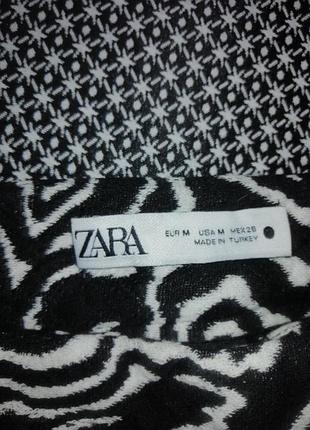 ZARA
EUR M USA M MEX 28
MADE IN TURKEY